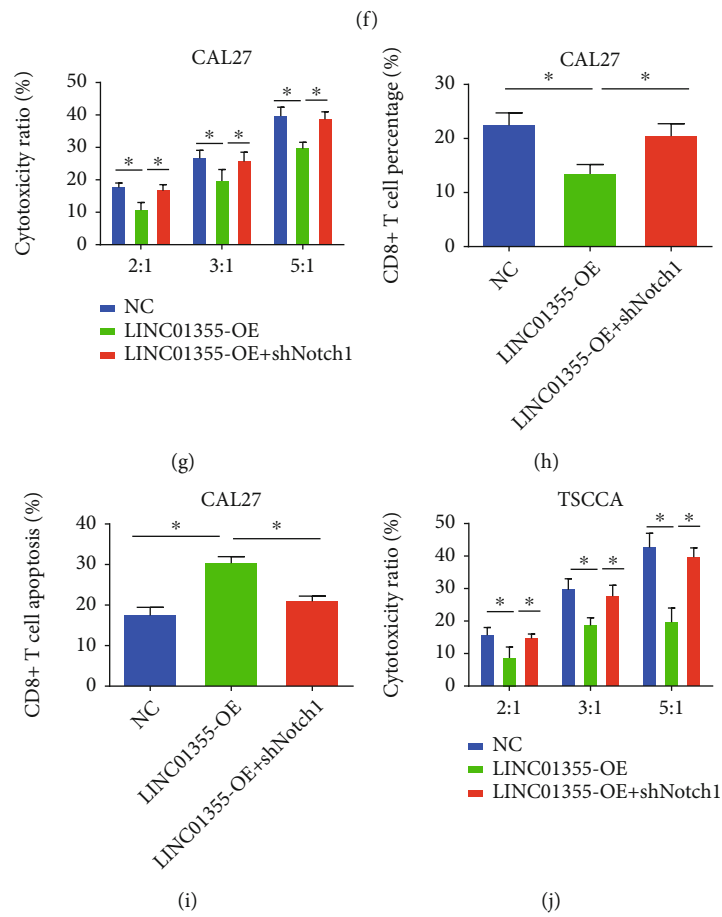 (f)
CAL27
Cytotoxicity ratio (%)
50
40
30
20
10
0
* *
* *
* *
2:1 3:1 5:1
NC
LINC01355-OE
LINC01355-OE+shNotch1
(g)
CAL27
CD8+ T cell percentage (%)
30
20
10
0
* *
NC
LINC01355-OE
LINC01355-OE+shNotch1
(h)
CAL27
CD8+ T cell apoptosis (%)
40
30
20
10
0
* *
NC
LINC01355-OE
LINC01355-OE+shNotch1
(i)
TSCCA
Cytotoxicity ratio (%)
50
40
30
20
10
0
* *
* *
* *
2:1 3:1 5:1
NC
LINC01355-OE
LINC01355-OE+shNotch1
(j)